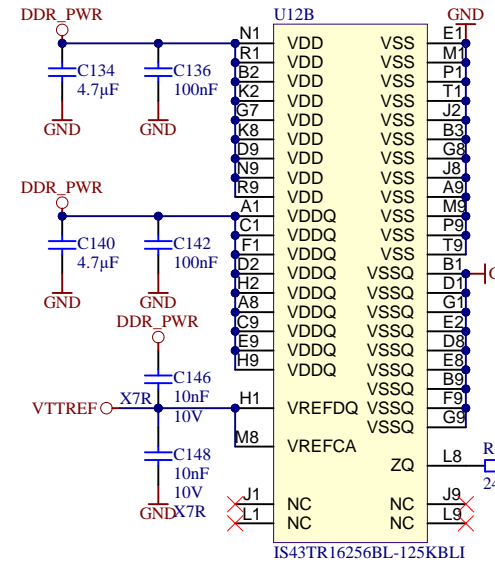 DDR_PWR
N1 U12B GND E1
VDD VSS
C134 C136 R1 VDD VSS M1
4.7µF 100nF B2 VDD VSS P1
K2 VDD VSS T1
GND GND G7 VDD VSS J2
K8 VDD VSS B3
D9 VDD VSS G8
N9 VDD VSS J8
DDR_PWR R9 VDD VSS A9
A1 VDDQ VSS M9
C1 VDDQ VSS P9
C140 C142 F1 VDDQ VSS T9
4.7µF 100nF D2 VDDQ VSSQ B1
H2 VDDQ VSSQ D1
GND GND A8 VDDQ VSSQ G1
DDR_PWR C9 VDDQ VSSQ E2
E9 VDDQ VSSQ D8
H9 VDDQ VSSQ E8
C146 VSSQ B9
X7R 10nF H1 VREFDQ VSSQ F9
VTTREF 10V VSSQ G9
M8 VREFCA
C148 ZQ L8 R
10nF 24
10V J1 NC NC J9
GND X7R L1 NC NC L9
IS43TR16256BL-125KBLI